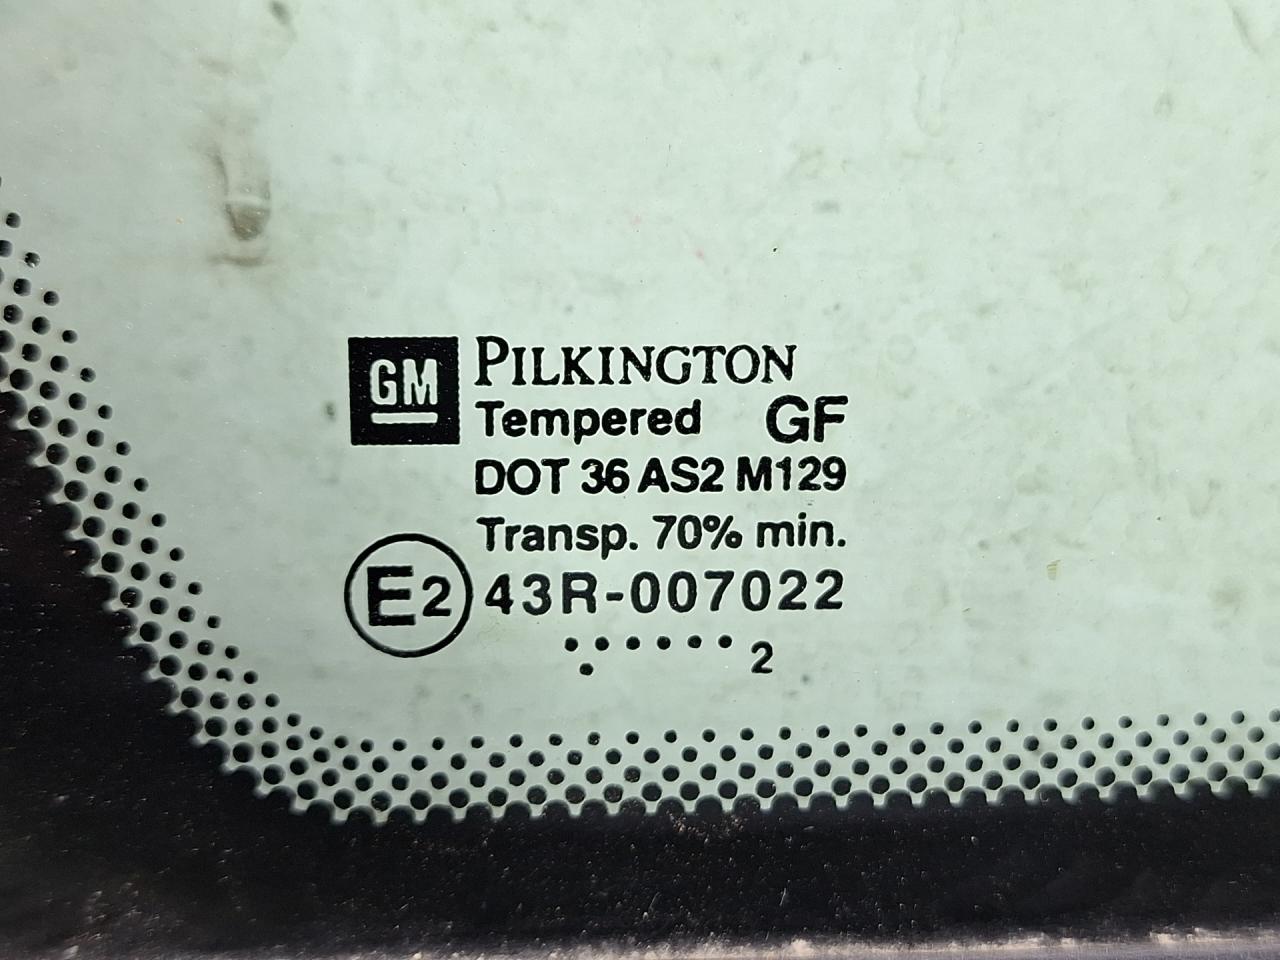 GM PILKINGTON
Tempered GF
DOT 36 AS2 M129
Transp. 70% min.
E2 43R-007022
2